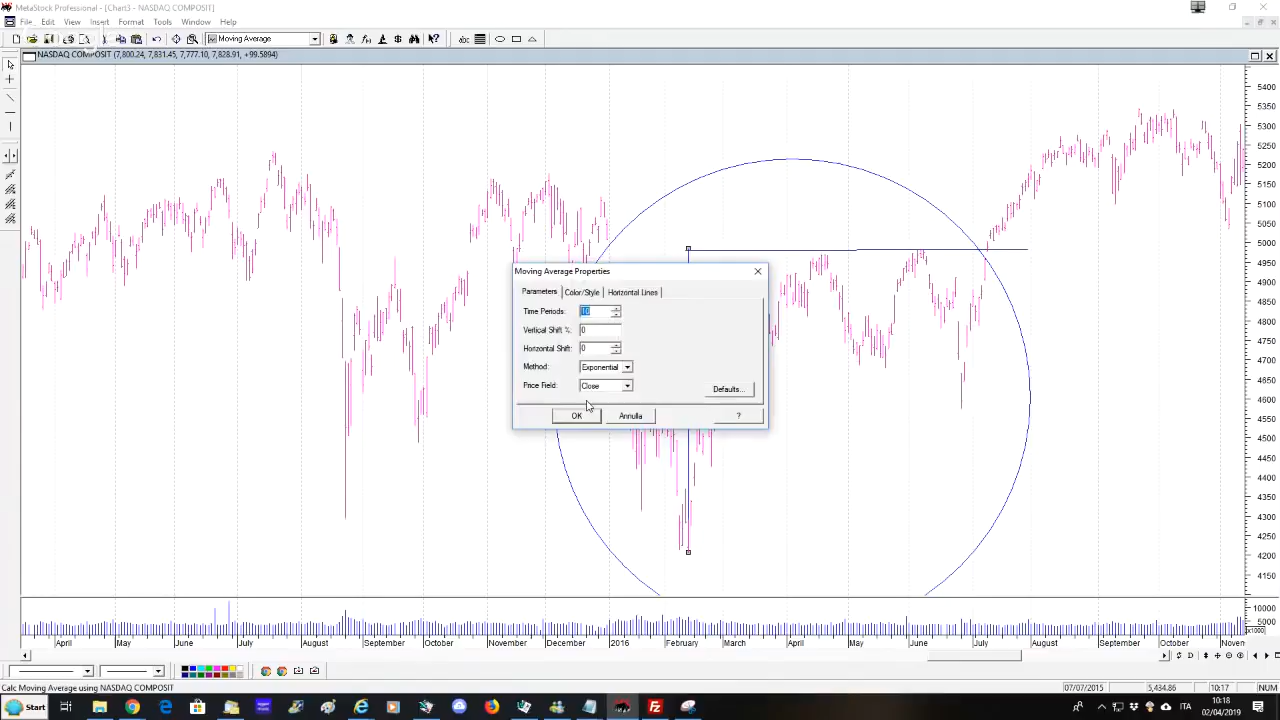 MetaStock Professional - [Chart3 - NASDAQ COMPOSIT]
File Edit View Insert Format Tools Window Help
Moving Average
NASDAQ COMPOSIT (7,800.24, 7,831.45, 7,777.10, 7,828.91, +99.5894)
Moving Average Properties
Parameters Color/Style Horizontal Lines
Time Periods: 10
Vertical Shift %: 0
Horizontal Shift: 0
Method: Exponential
Price Field: Close
Defaults...
OK Annulla ?
5400
5350
5300
5250
5200
5150
5100
5050
5000
4950
4900
4850
4800
4750
4700
4650
4600
4550
4500
4450
4400
4350
4300
4250
4200
4150
10000
5000
x1000
April May June July August September October November December 2016 February March April May June July August September October Noven
Calc Moving Average using NASDAQ COMPOSIT
07/07/2015 5,434.86 10:17 NUM
Start
ITA
10:18
02/04/2019